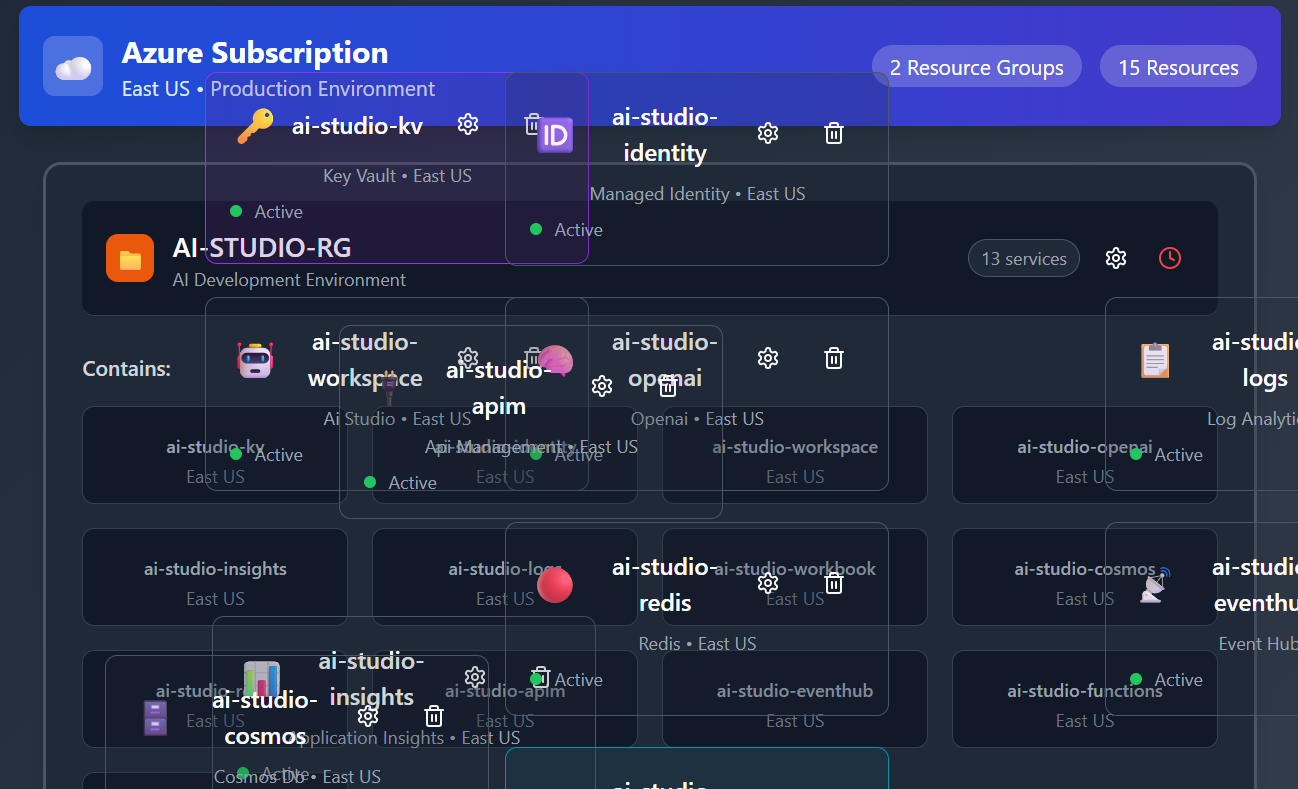 Azure Subscription
East US • Production Environment
2 Resource Groups
15 Resources
ai-studio-kv
Key Vault • East US
Active
ID
ai-studio-
identity
Managed Identity • East US
Active
AI-STUDIO-RG
AI Development Environment
13 services
Contains:
ai-studio-
workspace
Ai Studio • East US
Active
ai-studio-
apim
Api Management • East US
Active
ai-studio-
openai
Openai • East US
Active
ai-studio-
logs
Log Analytic
Active
ai-studio-kv
East US
ai-studio-identity
East US
ai-studio-workspace
East US
ai-studio-openai
East US
ai-studio-insights
East US
ai-studio-logs
East US
ai-studio-workbook
East US
ai-studio-cosmos
East US
ai-studio-
redis
Redis • East US
Active
ai-studio-
eventhu
Event Hub
Active
East US
ai-studio-apim
East US
ai-studio-eventhub
East US
ai-studio-functions
East US
ai-studio-
insights
Application Insights • East US
Active
ai-studio-
cosmos
Cosmos Db • East US
ai-studio-